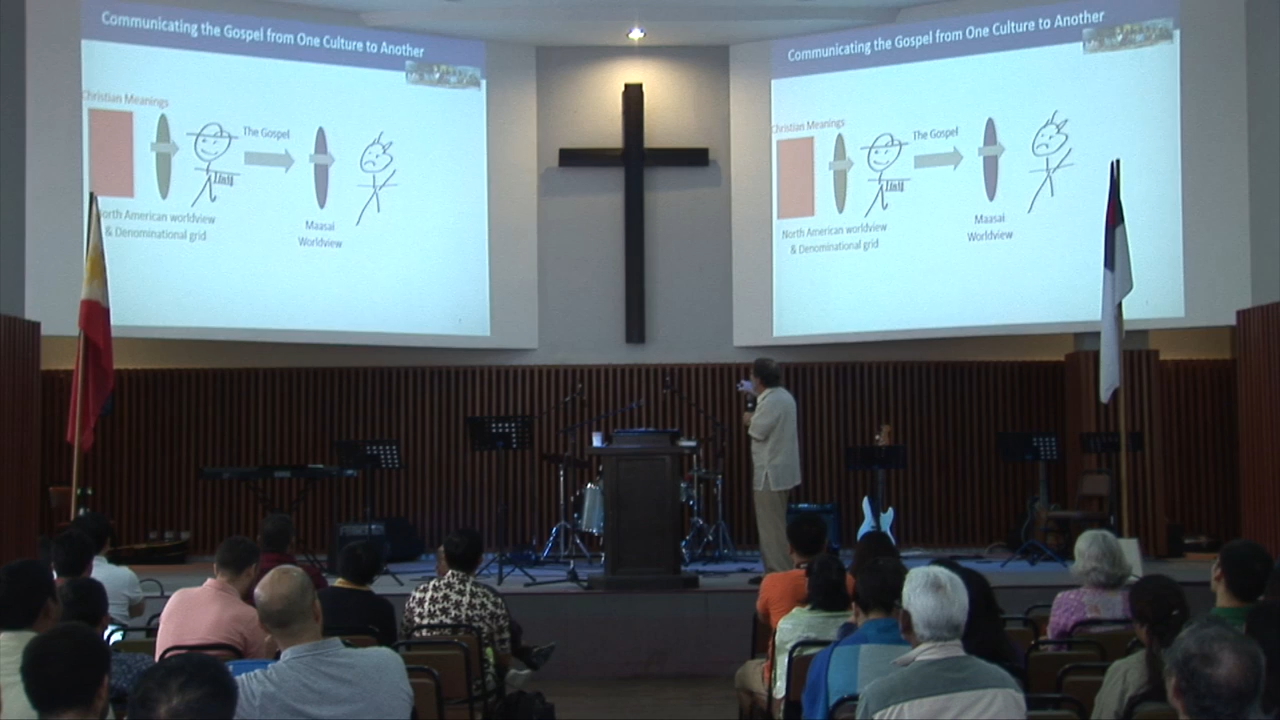 Communicating the Gospel from One Culture to Another
Christian Meanings
The Gospel
North American worldview
& Denominational grid
Maasai
Worldview
Communicating the Gospel from One Culture to Another
Christian Meanings
The Gospel
North American worldview
& Denominational grid
Maasai
Worldview